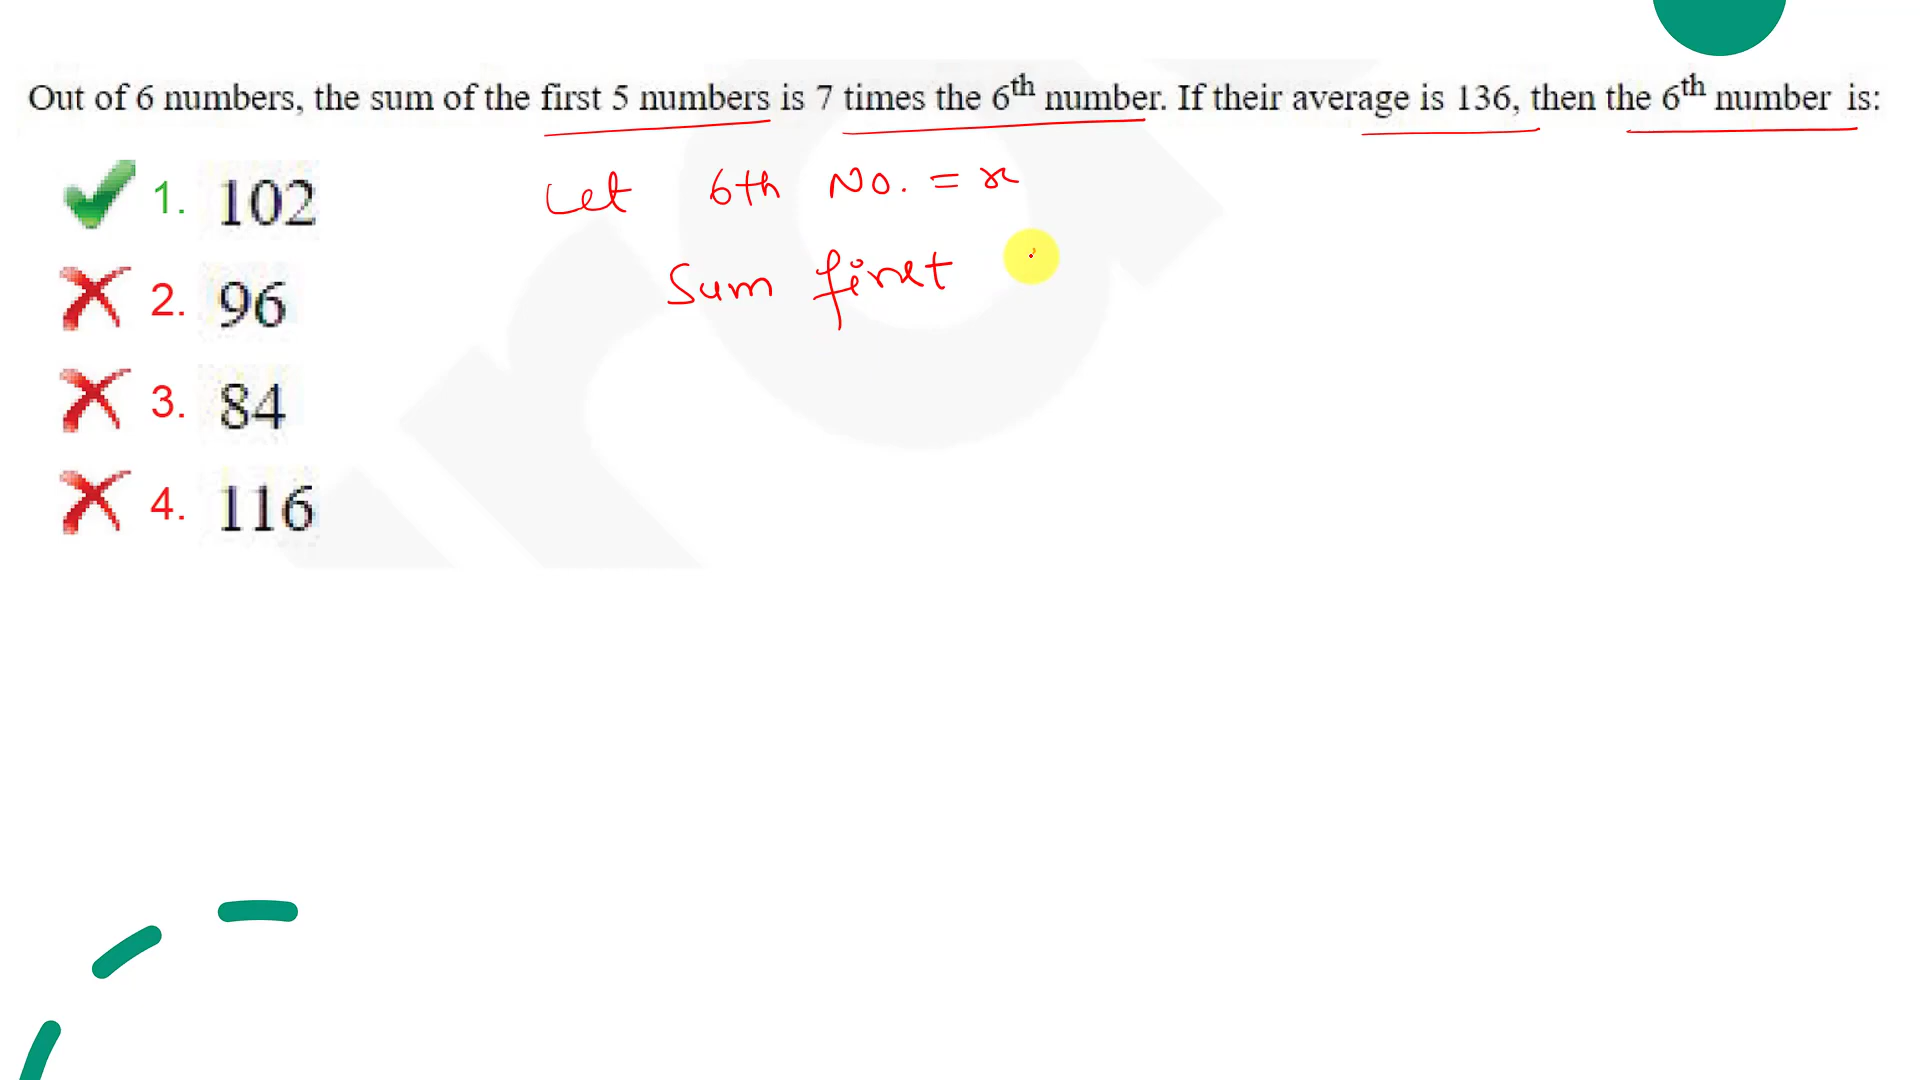 Out of 6 numbers, the sum of the first 5 numbers is 7 times the 6th number. If their average is 136, then the 6th number is:
1. 102
2. 96
3. 84
4. 116
Let 6th No. = x
Sum first